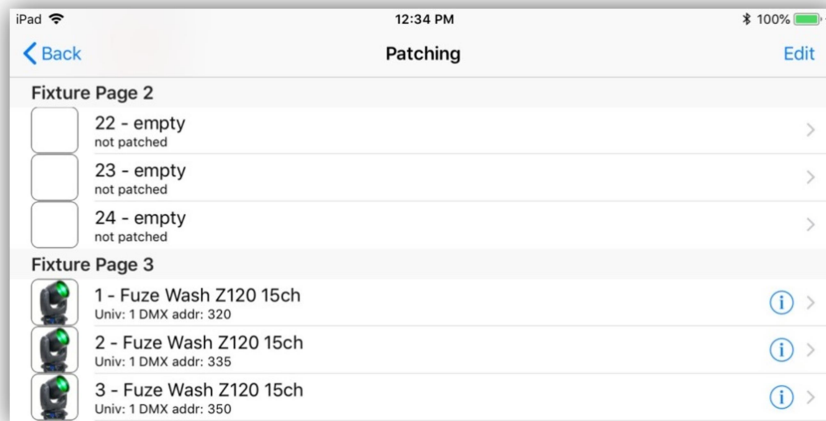 iPad 12:34 PM 100%
Back Patching Edit
Fixture Page 2
22 - empty
not patched
23 - empty
not patched
24 - empty
not patched
Fixture Page 3
1 - Fuze Wash Z120 15ch
Univ: 1 DMX addr: 320
2 - Fuze Wash Z120 15ch
Univ: 1 DMX addr: 335
3 - Fuze Wash Z120 15ch
Univ: 1 DMX addr: 350